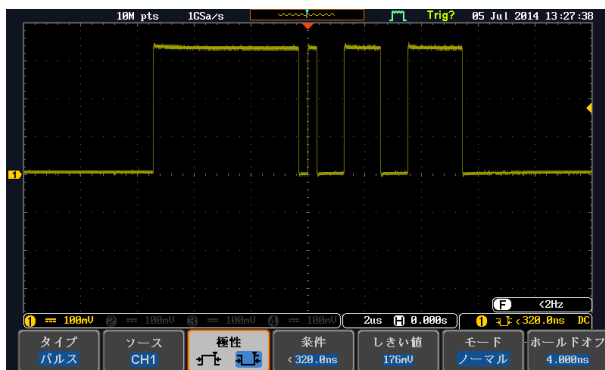 10M pts 1GSa/s Trig? 05 Jul 2014 13:27:38
1
F <2Hz
1 100mV 2 100mV 3 100mV 4 100mV 2us H 0.000s 1 <320.0ns DC
タイプ ソース 極性 条件 しきい値 モード ホールドオフ
パルス CH1 <320.0ns 176mV ノーマル 4.000ns